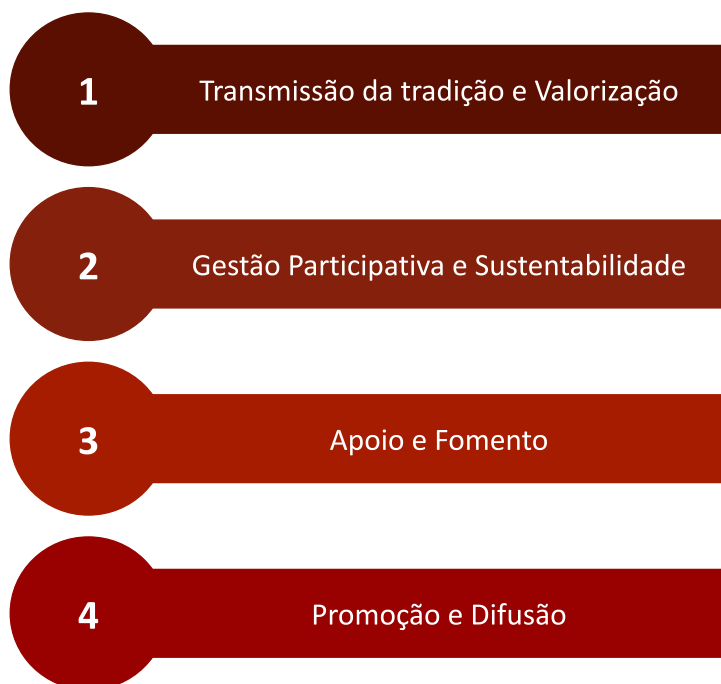 1 Transmissão da tradição e Valorização
2 Gestão Participativa e Sustentabilidade
3 Apoio e Fomento
4 Promoção e Difusão